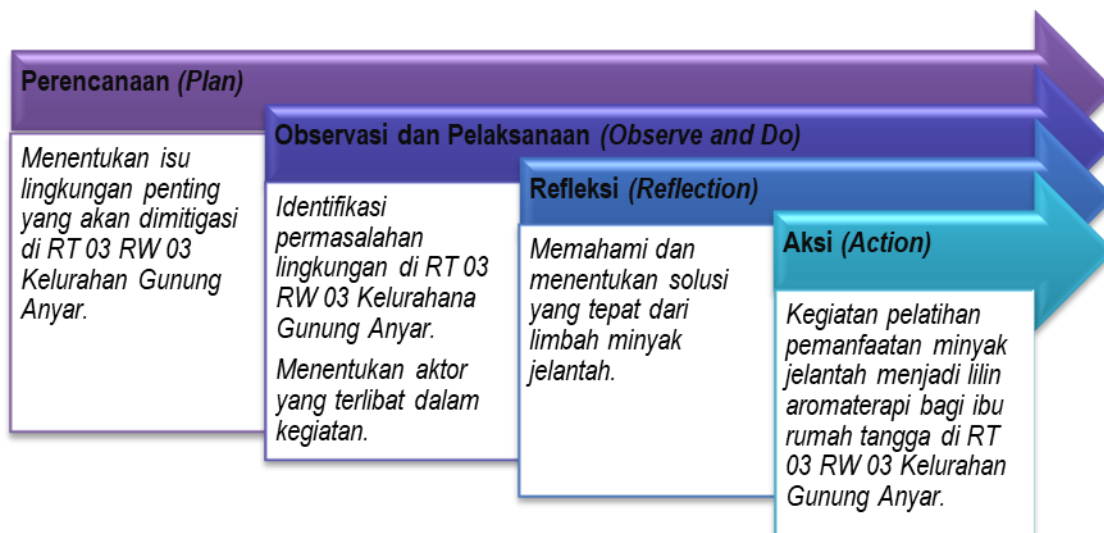 Perencanaan (Plan)
Menentukan isu
lingkungan penting
yang akan dimitigasi
di RT 03 RW 03
Kelurahan Gunung
Anyar.
Observasi dan Pelaksanaan (Observe and Do)
Identifikasi
permasalahan
lingkungan di RT 03
RW 03 Kelurahana
Gunung Anyar.
Menentukan aktor
yang terlibat dalam
kegiatan.
Refleksi (Reflection)
Memahami dan
menentukan solusi
yang tepat dari
limbah minyak
jelantah.
Aksi (Action)
Kegiatan pelatihan
pemanfaatan minyak
jelantah menjadi lilin
aromaterapi bagi ibu
rumah tangga di RT
03 RW 03 Kelurahan
Gunung Anyar.